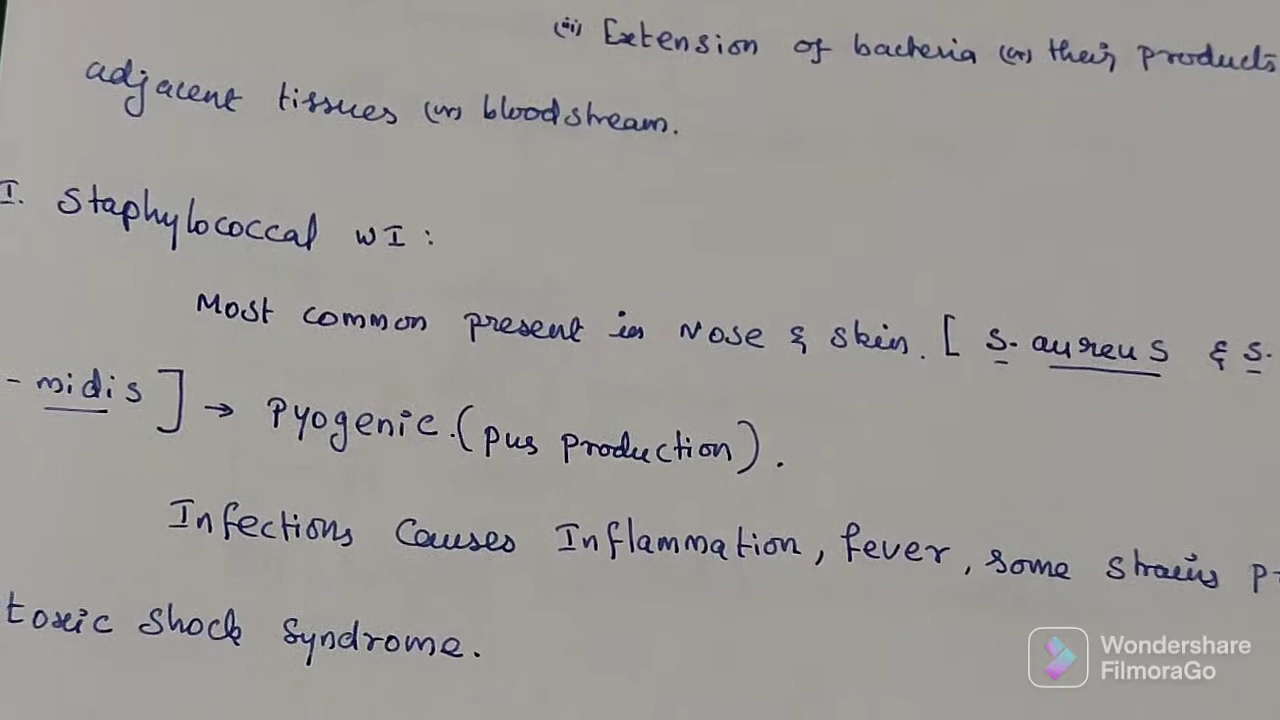 (iii) Extension of bacteria (or) their products
adjacent tissues (or) bloodstream.
I. Staphylococcal WI:
Most common present in Nose & skin. [ S. aureus & S.
- midis ] → Pyogenic. (pus production).
Infections causes Inflammation, fever, some strains
toxic shock syndrome.
Wondershare
FilmoraGo